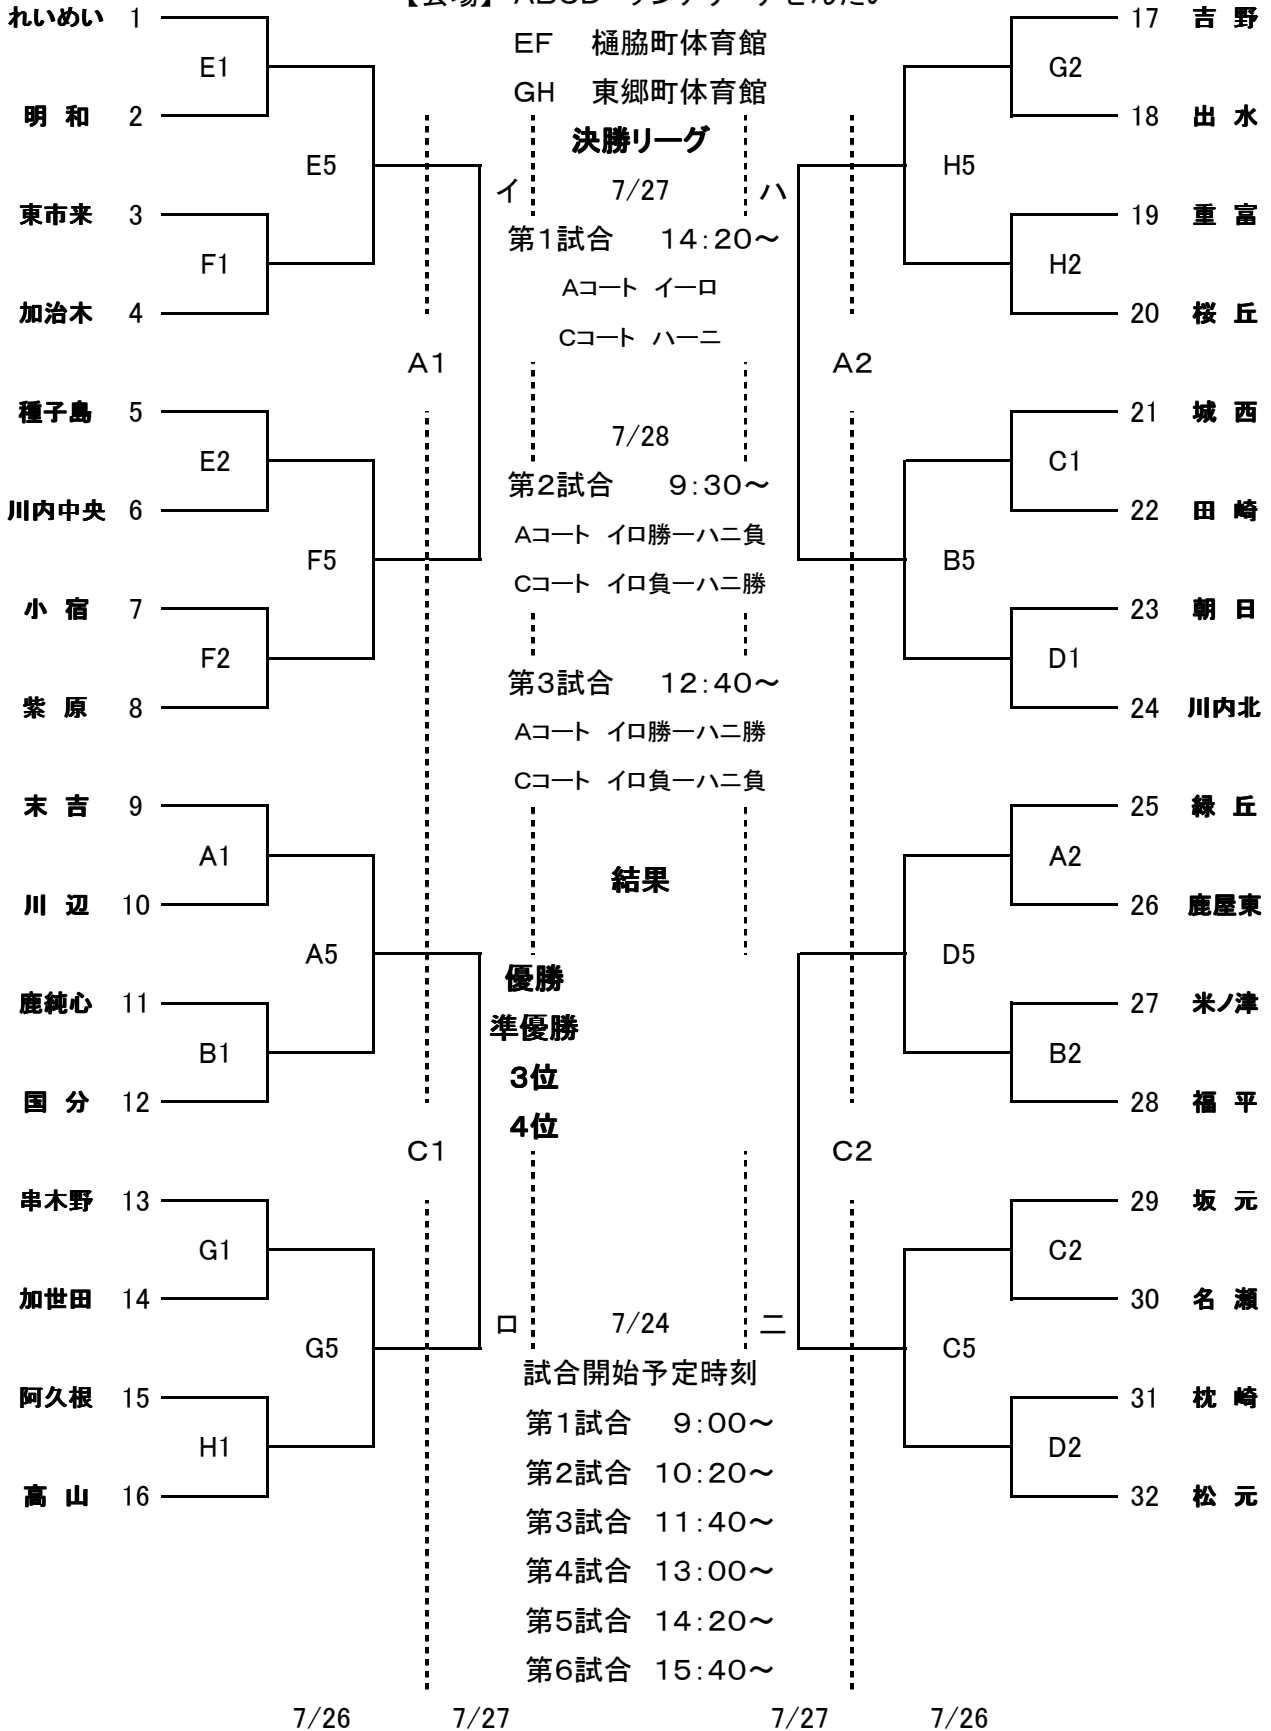 EF 樋脇町体育館
GH 東郷町体育館
決勝リーグ
7/27
第1試合 14:20～
Aコート イーロ
Cコート ハーニ
7/28
第2試合 9:30～
Aコート イロ勝ーハニ負
Cコート イロ負ーハニ勝
第3試合 12:40～
Aコート イロ勝ーハニ勝
Cコート イロ負ーハニ負
結果
優勝
準優勝
3位
4位
7/24
試合開始予定時刻
第1試合 9:00～
第2試合 10:20～
第3試合 11:40～
第4試合 13:00～
第5試合 14:20～
第6試合 15:40～
れいめい 1
E1
明 和 2
E5
東市来 3
F1
加治木 4
A1
種子島 5
E2
川内中央 6
F5
小 宿 7
F2
紫 原 8
イ
末 吉 9
A1
川 辺 10
A5
鹿純心 11
B1
国 分 12
C1
串木野 13
G1
加世田 14
G5
阿久根 15
H1
高 山 16
ロ
17 吉 野
G2
18 出 水
H5
19 重 富
H2
20 桜 丘
A2
21 城 西
C1
22 田 崎
B5
23 朝 日
D1
24 川内北
ハ
25 緑 丘
A2
26 鹿屋東
D5
27 米ノ津
B2
28 福 平
C2
29 坂 元
C2
30 名 瀬
C5
31 枕 崎
D2
32 松 元
ニ
7/26 7/27 7/27 7/26